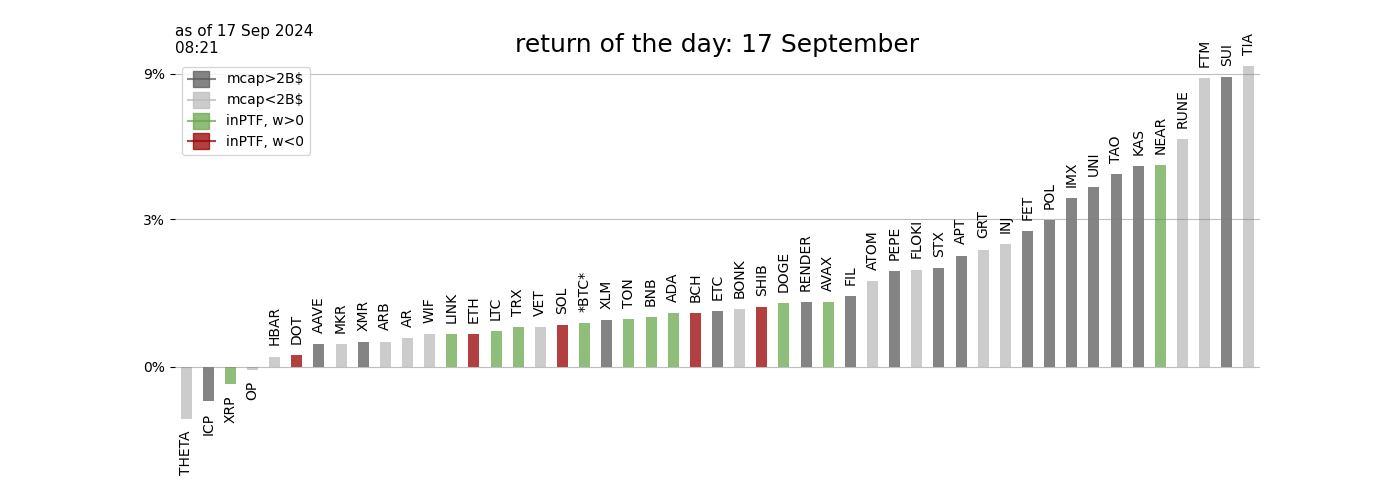 as of 17 Sep 2024
08:21
return of the day: 17 September
mcap>2B$
mcap<2B$
inPTF, w>0
inPTF, w<0
9%
3%
0%
THETA
ICP
XRP
OP
HBAR
DOT
AAVE
MKR
XMR
ARB
AR
WIF
LINK
ETH
LTC
TRX
VET
SOL
*BTC*
XLM
TON
BNB
ADA
BCH
ETC
BONK
SHIB
DOGE
RENDER
AVAX
FIL
ATOM
PEPE
FLOKI
STX
APT
GRT
INJ
FET
POL
IMX
UNI
TAO
KAS
NEAR
RUNE
FTM
SUI
TIA